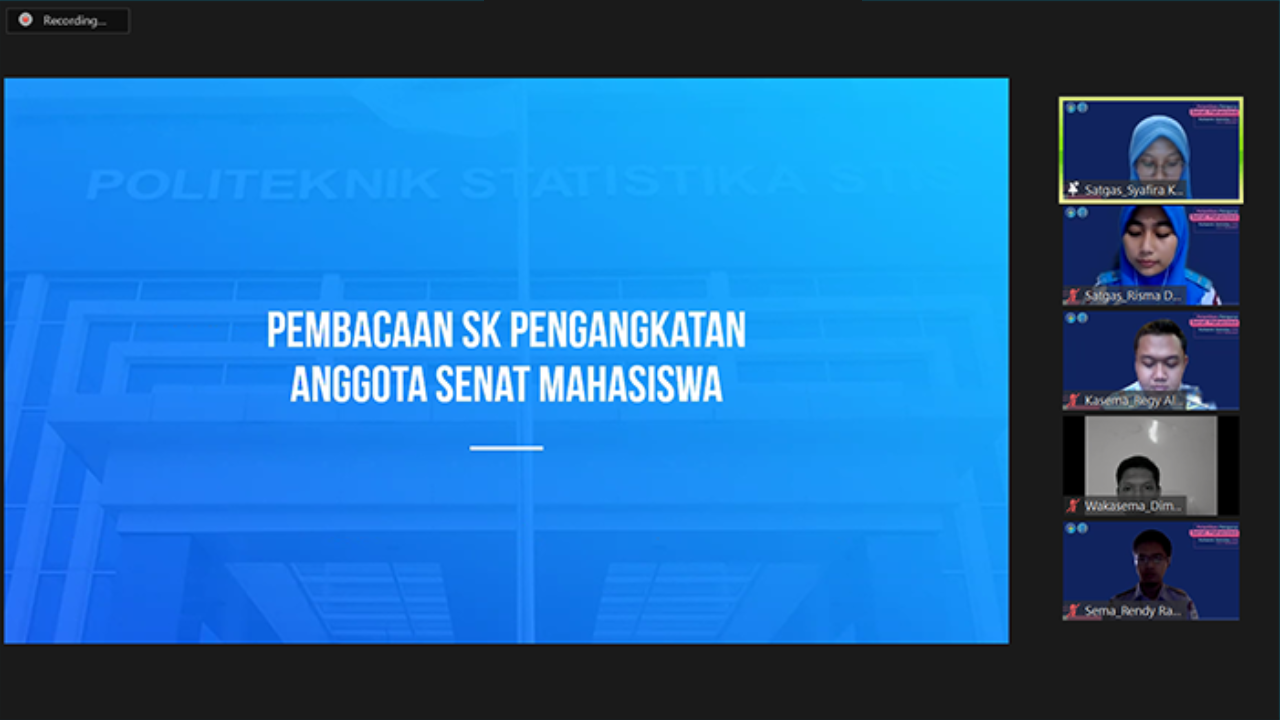 Recording...
POLITEKNIK STATISTIKA STIS
PEMBACAAN SK PENGANGKATAN
ANGGOTA SENAT MAHASISWA
Satgas_Syafira K...
Satgas_Risma D...
Kasema_Regy Al...
Wakasema_Dim...
Sema_Rendy Ra...